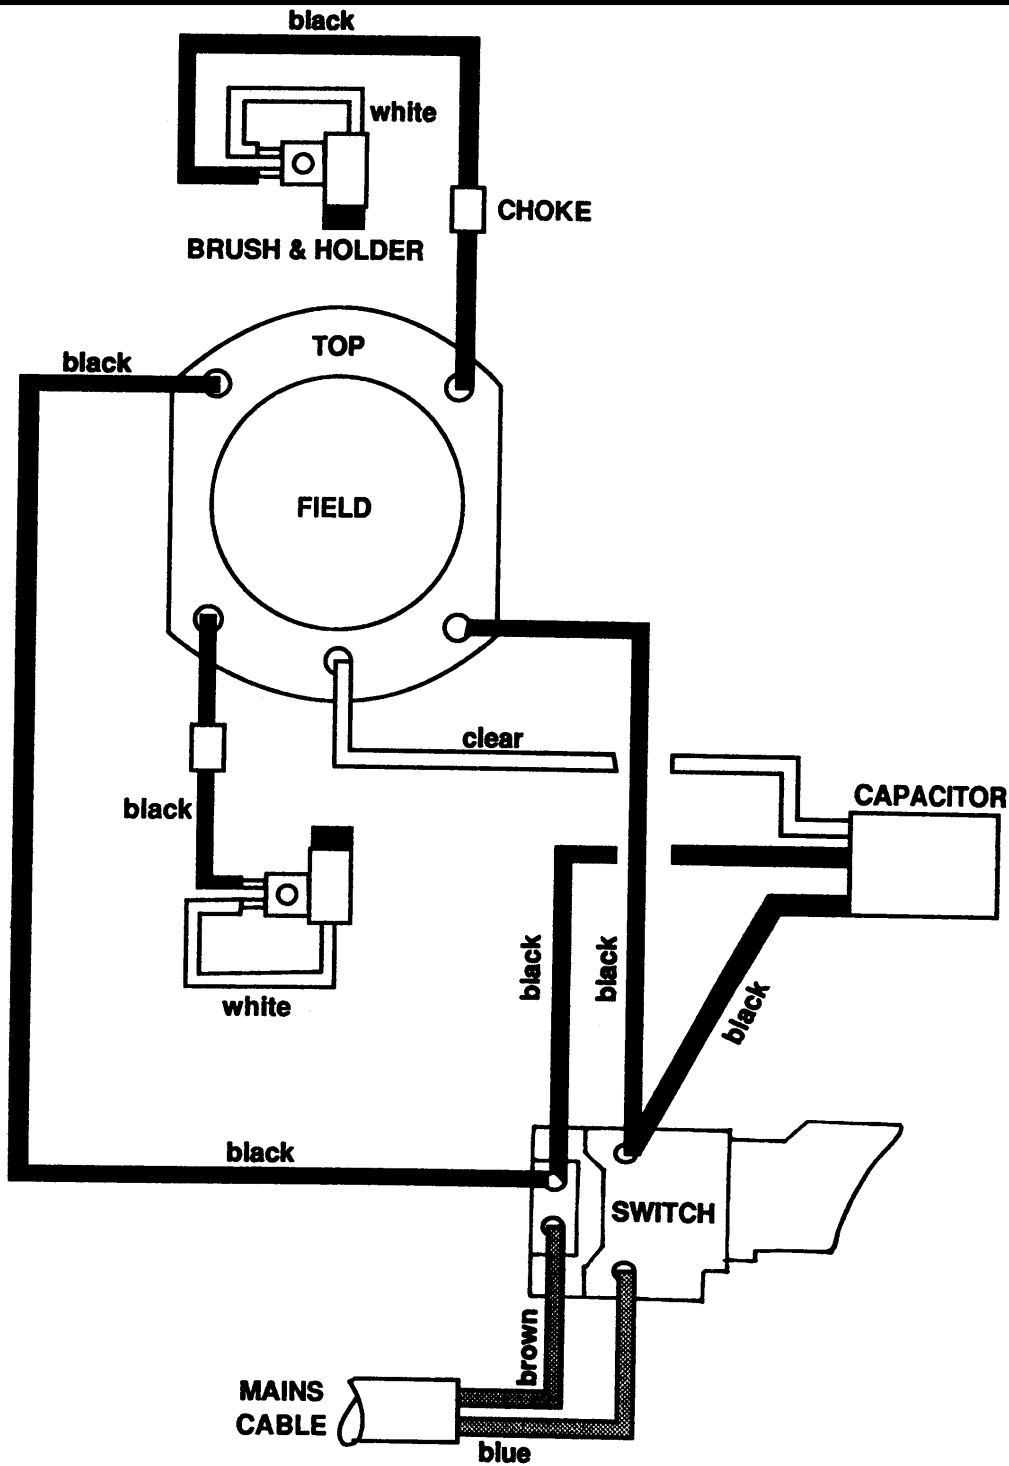 black
white
CHOKE
BRUSH & HOLDER
TOP
black
FIELD
clear
CAPACITOR
black
white
black
black
black
black
SWITCH
brown
MAINS
CABLE
blue